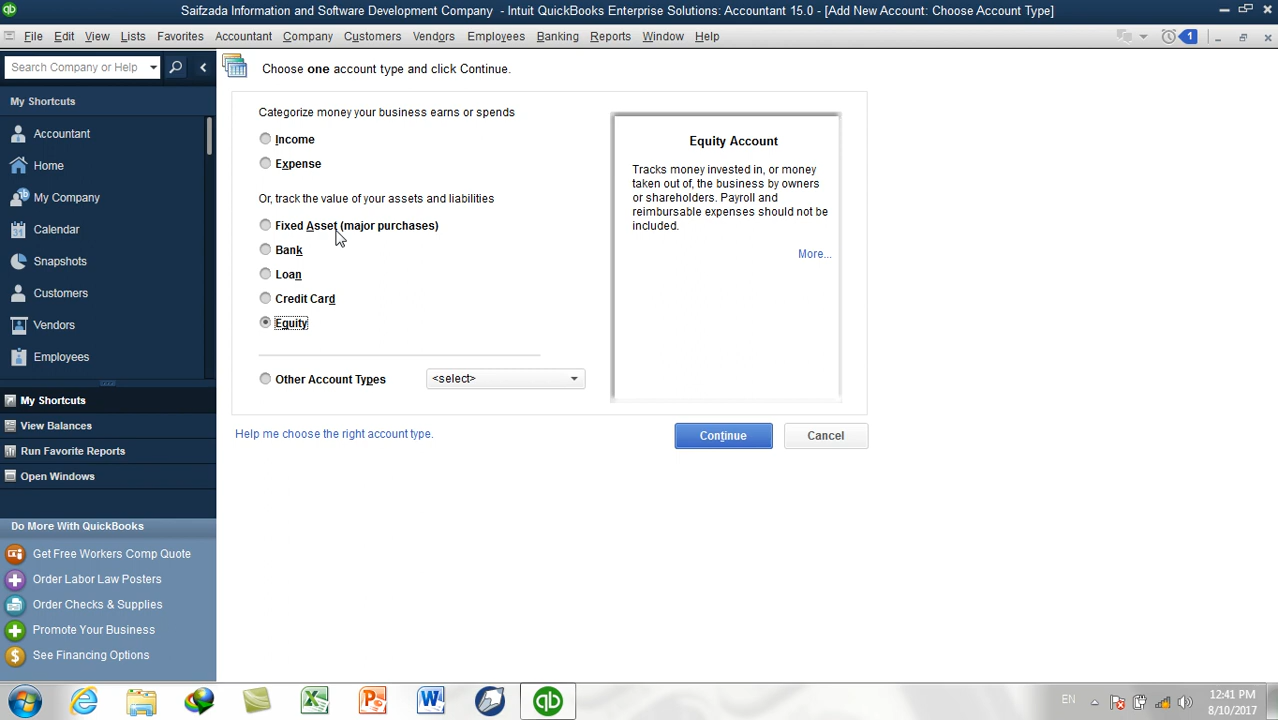 Saifzada Information and Software Development Company - Intuit QuickBooks Enterprise Solutions: Accountant 15.0 - [Add New Account: Choose Account Type]
File Edit View Lists Favorites Accountant Company Customers Vendors Employees Banking Reports Window Help
1
Search Company or Help
My Shortcuts
Accountant
Home
My Company
Calendar
Snapshots
Customers
Vendors
Employees
My Shortcuts
View Balances
Run Favorite Reports
Open Windows
Do More With QuickBooks
Get Free Workers Comp Quote
Order Labor Law Posters
Order Checks & Supplies
Promote Your Business
See Financing Options
Choose one account type and click Continue.
Categorize money your business earns or spends
Income
Expense
Or, track the value of your assets and liabilities
Fixed Asset (major purchases)
Bank
Loan
Credit Card
Equity
Other Account Types <select>
Equity Account
Tracks money invested in, or money
taken out of, the business by owners
or shareholders. Payroll and
reimbursable expenses should not be
included.
More...
Help me choose the right account type.
Continue Cancel
EN
12:41 PM
8/10/2017